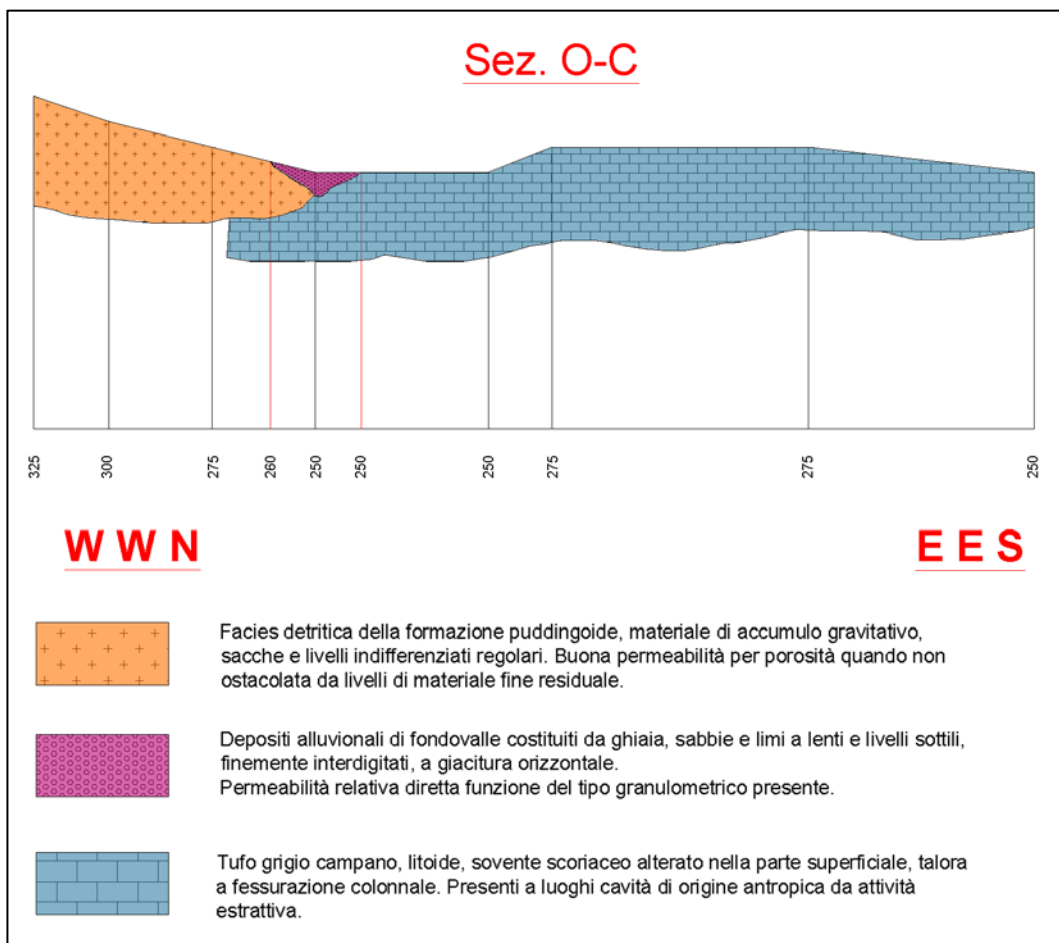 Sez. O-C
325 300 275 260 250 250 250 275 275 250
W W N E E S
Facies detritica della formazione puddingoide, materiale di accumulo gravitativo,
sacche e livelli indifferenziati regolari. Buona permeabilità per porosità quando non
ostacolata da livelli di materiale fine residuale.
Depositi alluvionali di fondovalle costituiti da ghiaia, sabbie e limi a lenti e livelli sottili,
finemente interdigitati, a giacitura orizzontale.
Permeabilità relativa diretta funzione del tipo granulometrico presente.
Tufo grigio campano, litoide, sovente scoriaceo alterato nella parte superficiale, talora
a fessurazione colonnale. Presenti a luoghi cavità di origine antropica da attività
estrattiva.